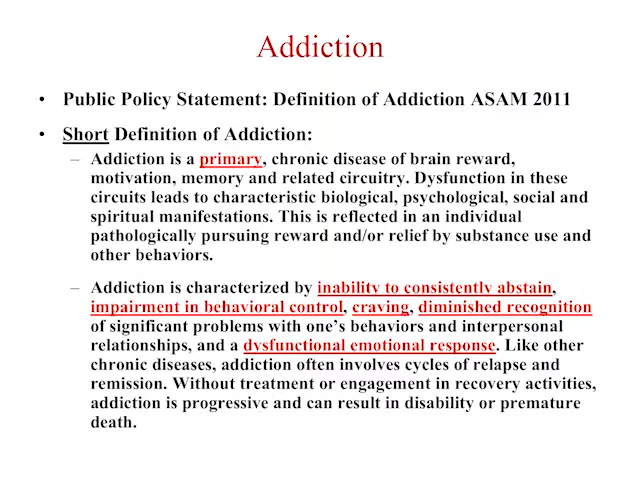 Addiction
• Public Policy Statement: Definition of Addiction ASAM 2011
• Short Definition of Addiction:
– Addiction is a primary, chronic disease of brain reward,
motivation, memory and related circuitry. Dysfunction in these
circuits leads to characteristic biological, psychological, social and
spiritual manifestations. This is reflected in an individual
pathologically pursuing reward and/or relief by substance use and
other behaviors.
– Addiction is characterized by inability to consistently abstain,
impairment in behavioral control, craving, diminished recognition
of significant problems with one’s behaviors and interpersonal
relationships, and a dysfunctional emotional response. Like other
chronic diseases, addiction often involves cycles of relapse and
remission. Without treatment or engagement in recovery activities,
addiction is progressive and can result in disability or premature
death.